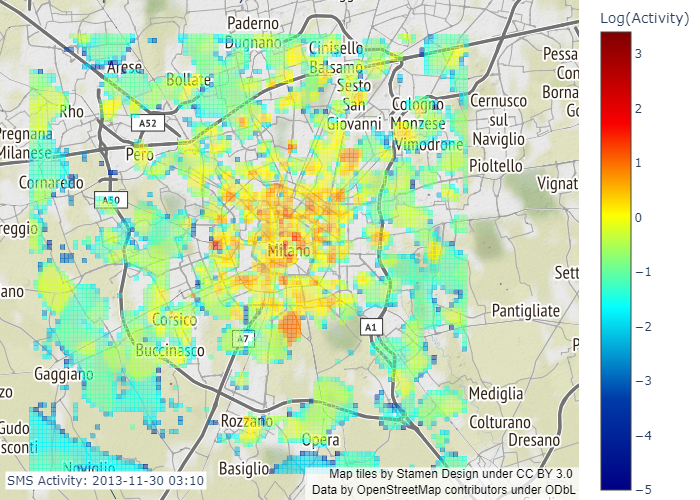 Log(Activity)
3
2
1
0
−1
−2
−3
−4
−5
Paderno
Dugnano
Cinisello
Balsamo
Sesto
San
Giovanni
Arese
Bollate
Rho
A52
Pero
Pregnana
Milanese
Cornaredo
A50
Cologno
Monzese
Vimodrone
Cernusco
sul
Naviglio
Pioltello
Pessa
Con
Borna
Go
Vignat
reggio
Milano
ano
Sett
Corsico
Buccinasco
A7
A1
Pantigliate
P
Gaggiano
zo
Gudo
sconti
Noviglio
Rozzano
Opera
Basiglio
Mediglia
Colturano
Dresano
SMS Activity: 2013-11-30 03:10
Map tiles by Stamen Design under CC BY 3.0
Data by OpenStreetMap contributors under ODbL